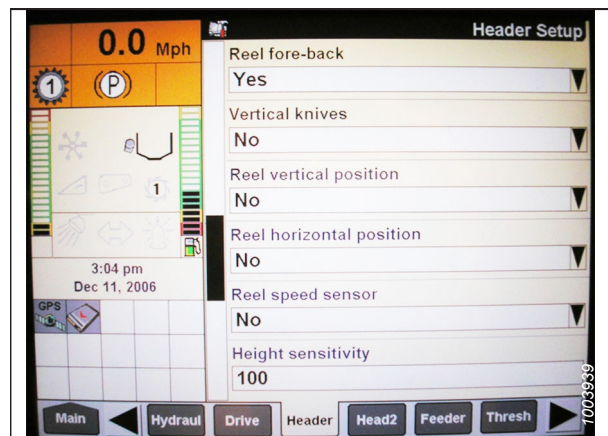 0.0 Mph
Header Setup
Reel fore-back
Yes
1
(P)
Vertical knives
No
1
Reel vertical position
No
Reel horizontal position
No
3:04 pm
Dec 11, 2006
Reel speed sensor
No
GPS
Height sensitivity
100
Main
Hydraul
Drive
Header
Head2
Feeder
Thresh
1003939